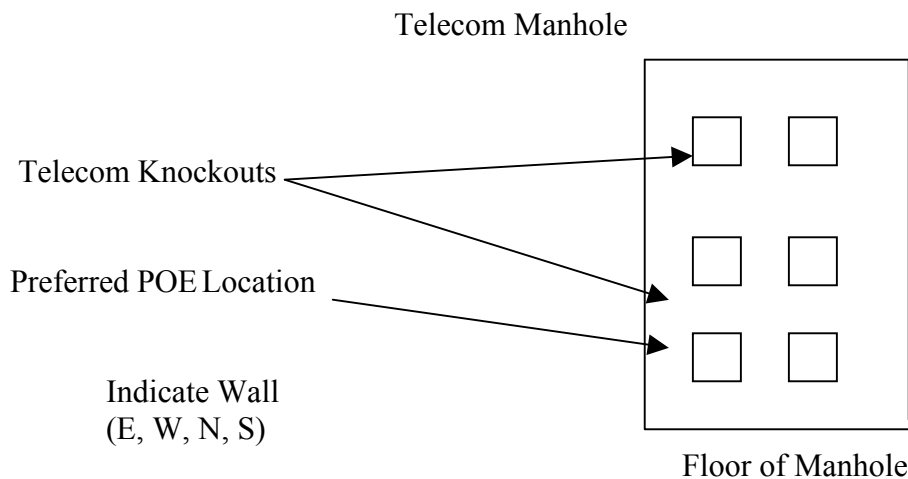 Telecom Manhole
Telecom Knockouts
Preferred POE Location
Indicate Wall
(E, W, N, S)
Floor of Manhole